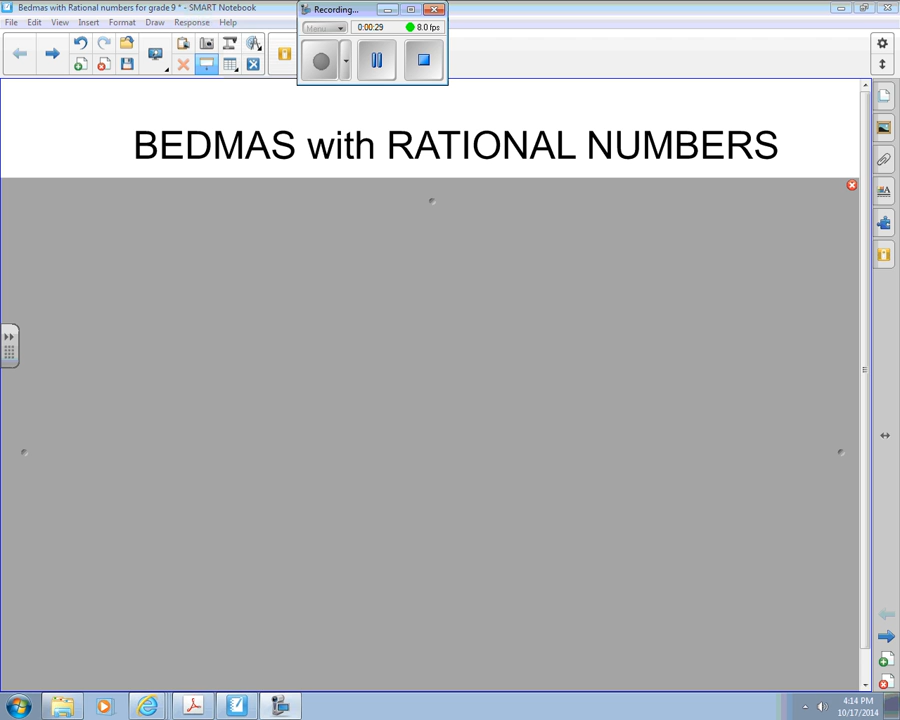 Bedmas with Rational numbers for grade 9 * - SMART Notebook
Recording...
File Edit View Insert Format Draw Response Help
Menu
0:00:29
8.0 fps
BEDMAS with RATIONAL NUMBERS
4:14 PM
10/17/2014